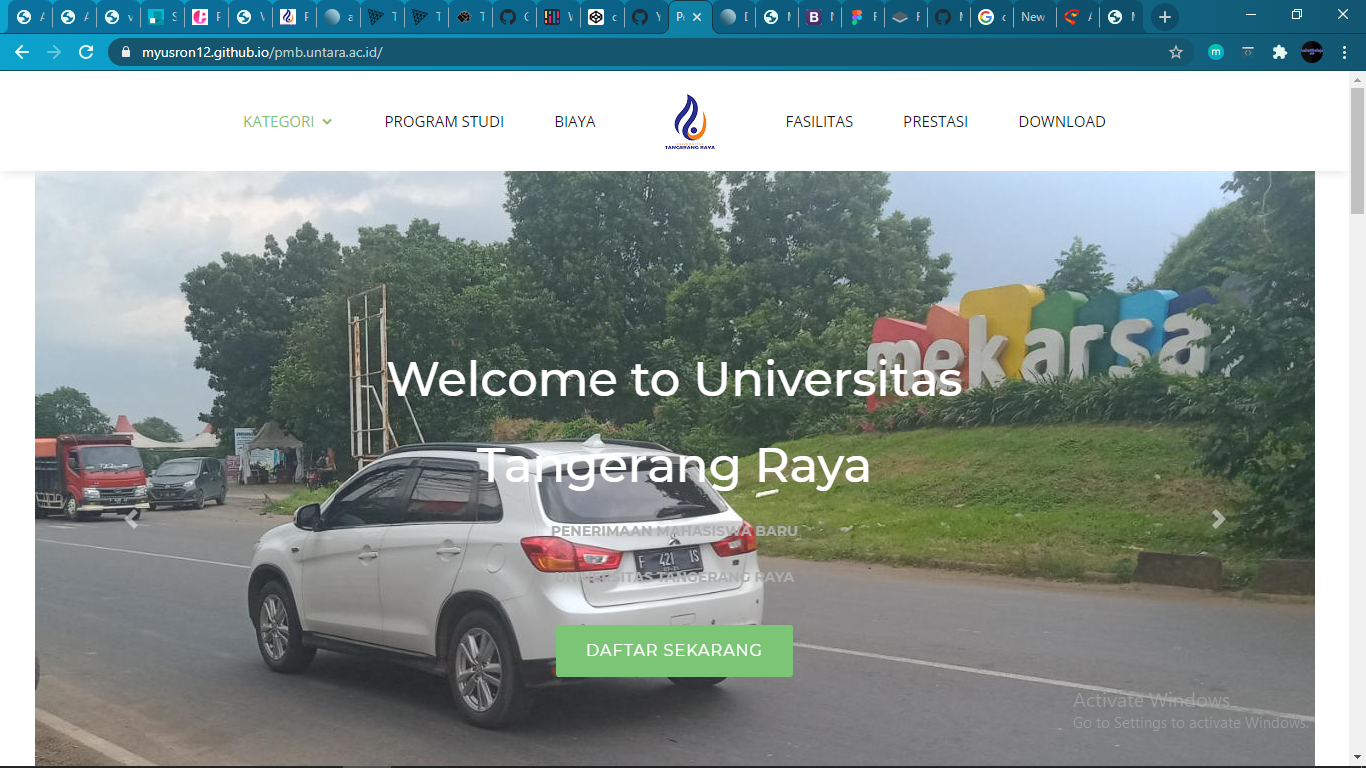 myusron12.github.io/pmb.untara.ac.id/
New
KATEGORI
PROGRAM STUDI
BIAYA
TANGERANG RAYA
FASILITAS
PRESTASI
DOWNLOAD
mekarsa
Welcome to Universitas
Tangerang Raya
PENERIMAAN MAHASISWA BARU
F 421 IS
UNIVERSITAS TANGERANG RAYA
DAFTAR SEKARANG
Activate Windows
Go to Settings to activate Windows.